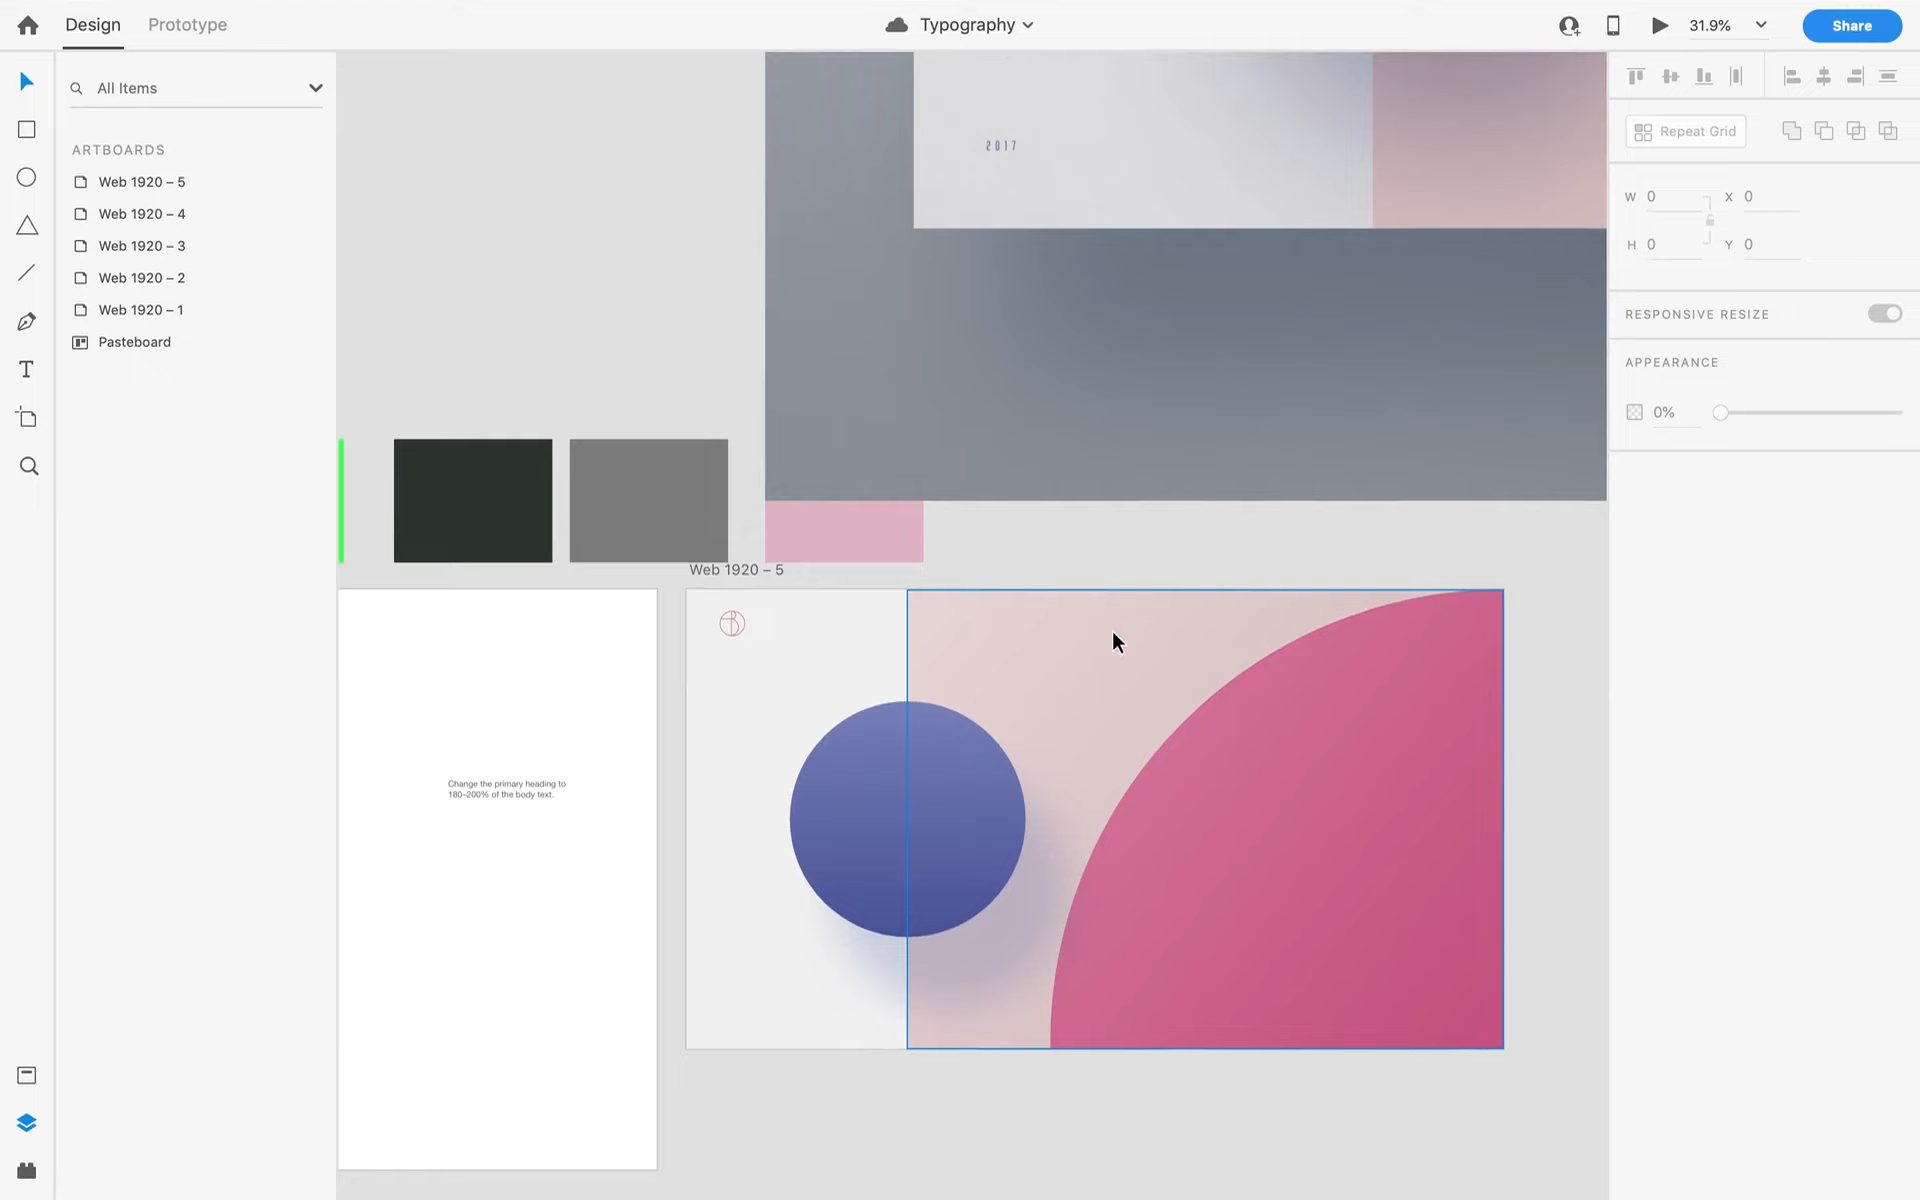 Design
Prototype
Typography
31.9%
Share
All Items
ARTBOARDS
Web 1920 – 5
Web 1920 – 4
Web 1920 – 3
Web 1920 – 2
Web 1920 – 1
Pasteboard
2017
Web 1920 – 5
Change the primary heading to
180–200% of the body text.
Repeat Grid
W 0 X 0
H 0 Y 0
RESPONSIVE RESIZE
APPEARANCE
0%